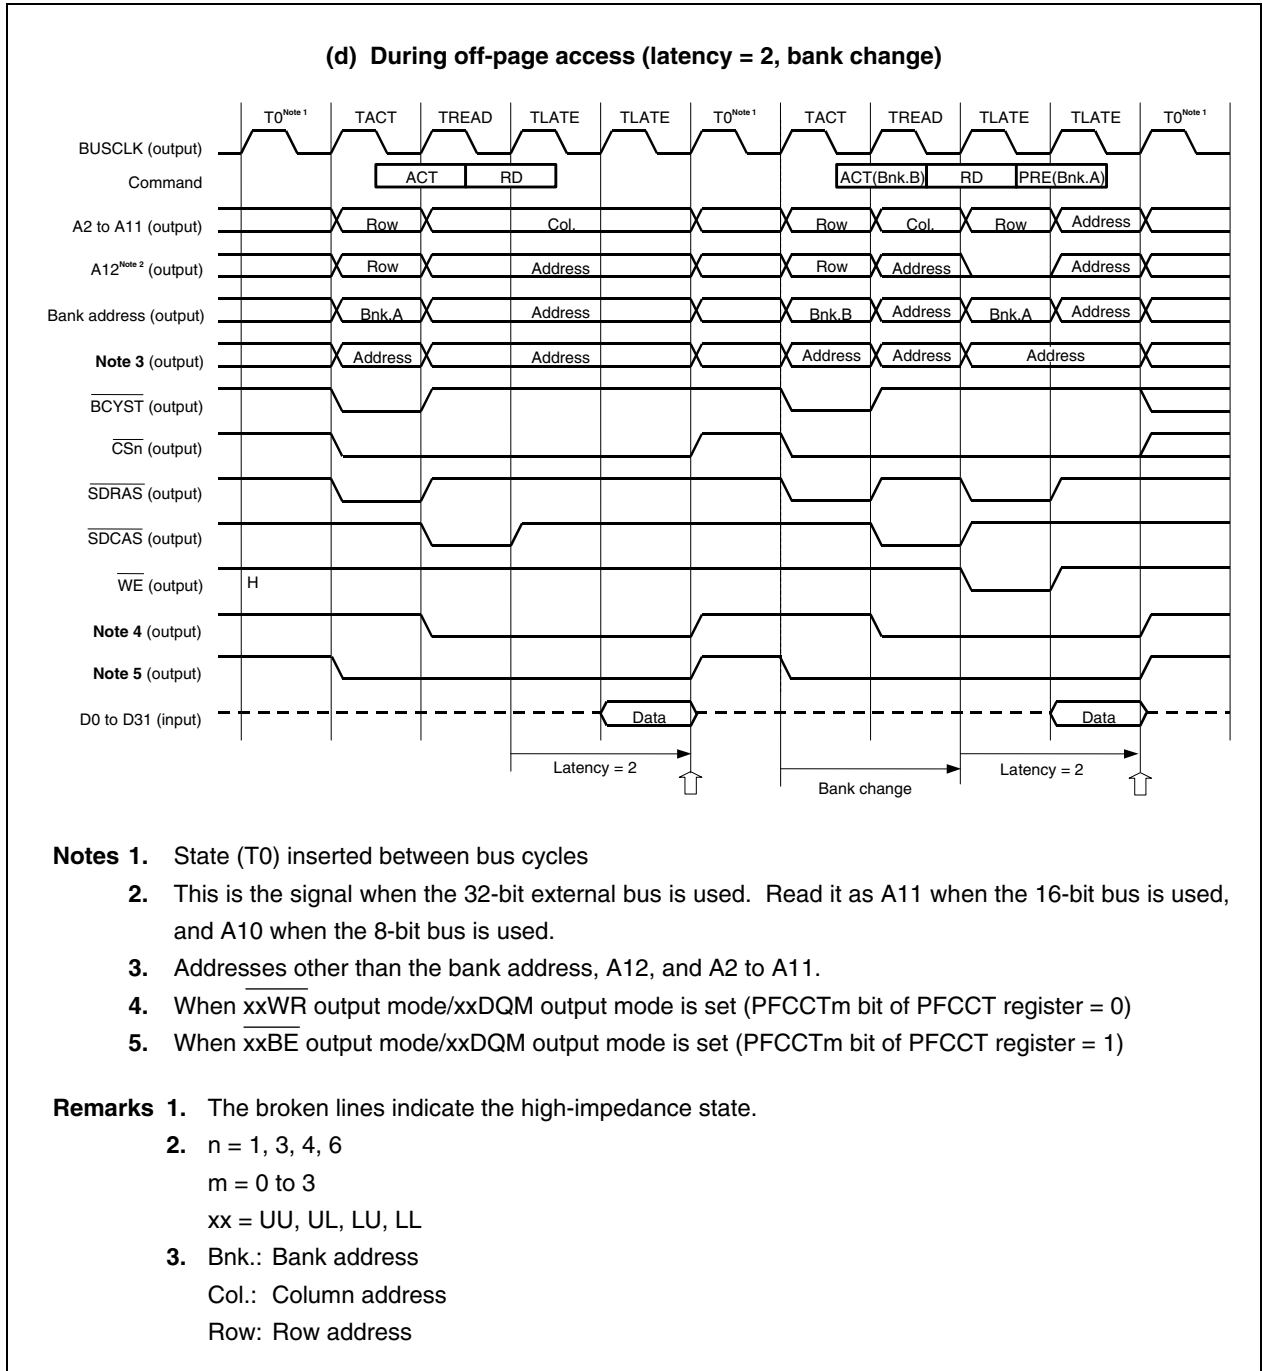 (d) During off-page access (latency = 2, bank change)
T0Note 1 TACT TREAD TLATE TLATE T0Note 1 TACT TREAD TLATE TLATE T0Note 1
BUSCLK (output)
Command ACT RD ACT(Bnk.B) RD PRE(Bnk.A)
A2 to A11 (output) Row Col. Row Col. Row Address
A12Note 2 (output) Row Address Row Address Address
Bank address (output) Bnk.A Address Bnk.B Address Bnk.A Address
Note 3 (output) Address Address Address Address Address
BCYST (output)
CSn (output)
SDRAS (output)
SDCAS (output)
WE (output) H
Note 4 (output)
Note 5 (output)
D0 to D31 (input) Data Data
Latency = 2 Bank change Latency = 2
Notes 1. State (T0) inserted between bus cycles
2. This is the signal when the 32-bit external bus is used. Read it as A11 when the 16-bit bus is used,
and A10 when the 8-bit bus is used.
3. Addresses other than the bank address, A12, and A2 to A11.
4. When xxWR output mode/xxDQM output mode is set (PFCCTm bit of PFCCT register = 0)
5. When xxBE output mode/xxDQM output mode is set (PFCCTm bit of PFCCT register = 1)
Remarks 1. The broken lines indicate the high-impedance state.
2. n = 1, 3, 4, 6
m = 0 to 3
xx = UU, UL, LU, LL
3. Bnk.: Bank address
Col.: Column address
Row: Row address